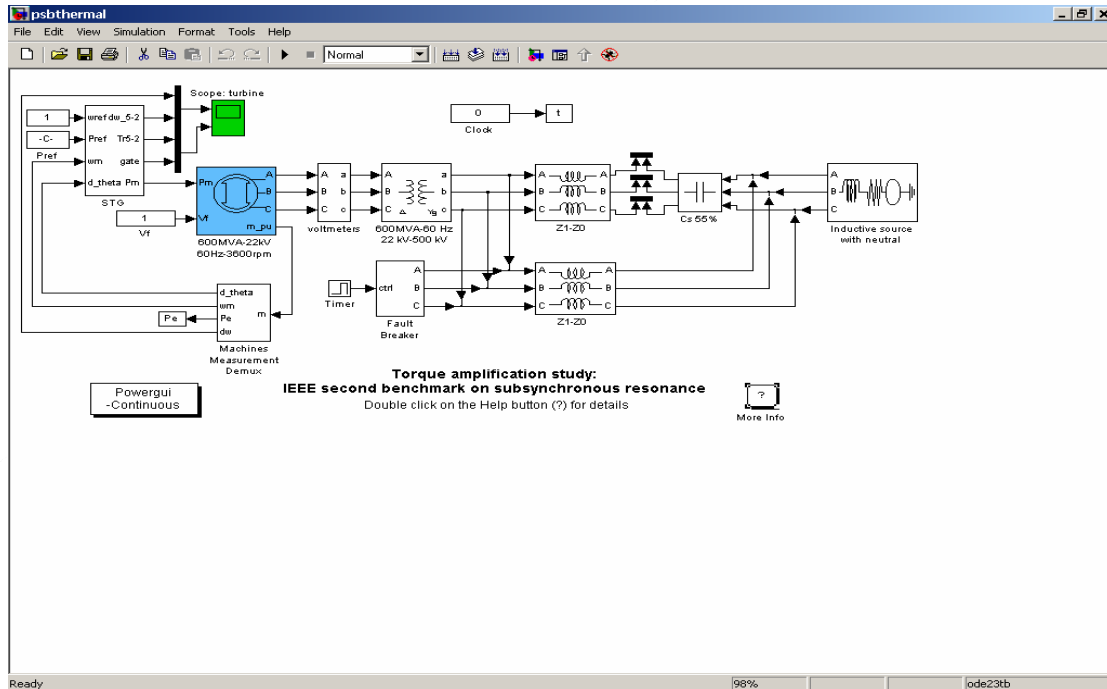 psbthermal
File Edit View Simulation Format Tools Help
Normal
Scope: turbine
1
wref dw_5-2
-C-
Pref Tr5-2
Pref
wm gate
d_theta Pm
STG
1
Vf
Pm
Vf
A
B
C
m_pu
600MVA-22kV
60Hz-3600rpm
A a
B b
C c
voltmeters
A a
B b
C c
Δ Yg
600MVA-60 Hz
22 kV-500 kV
0
Clock
t
A A
B B
C C
Z1-Z0
Cs 55%
A
B
C
Inductive source
with neutral
d_theta
wm
Pe
dw
m
Pe
Machines
Measurement
Demux
Timer
ctrl
A
B
C
Fault
Breaker
A A
B B
C C
Z1-Z0
Powergui
-Continuous
Torque amplification study:
IEEE second benchmark on subsynchronous resonance
Double click on the Help button (?) for details
?
More Info
Ready
98%
ode23tb